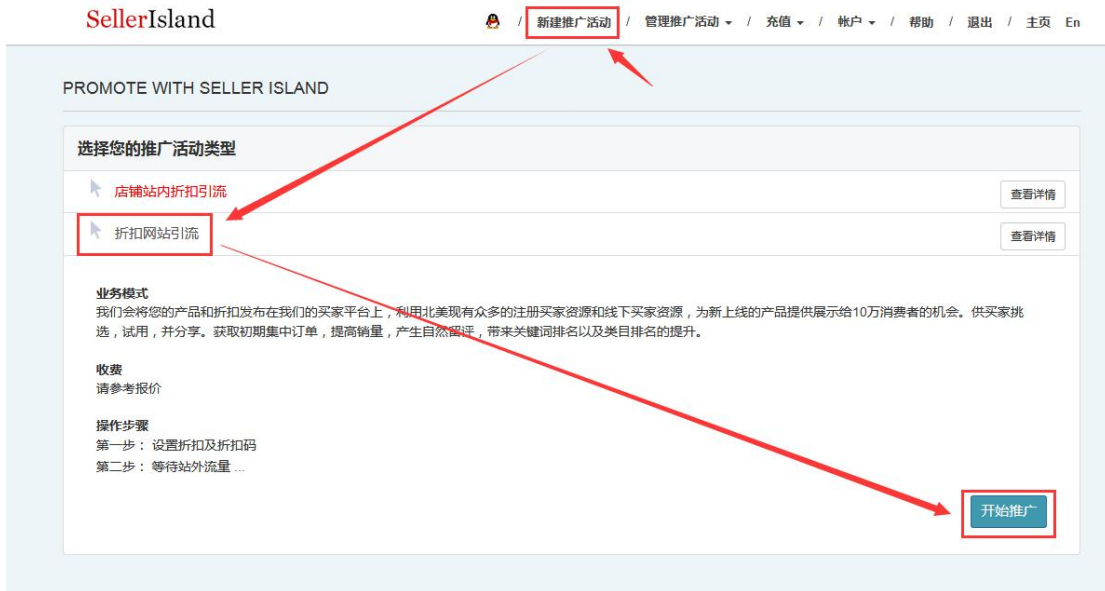 SellerIsland
/ 新建推广活动 / 管理推广活动 / 充值 / 帐户 / 帮助 / 退出 / 主页 En
PROMOTE WITH SELLER ISLAND
选择您的推广活动类型
店铺站内折扣引流 查看详情
折扣网站引流 查看详情
业务模式
我们会将您的产品和折扣发布在我们的买家平台上，利用北美现有众多的注册买家资源和线下买家资源，为新上线的产品提供展示给10万消费者的机会。供买家挑
选，试用，并分享。获取初期集中订单，提高销量，产生自然留评，带来关键词排名以及类目排名的提升。
收费
请参考报价
操作步骤
第一步： 设置折扣及折扣码
第二步： 等待站外流量 ...
开始推广